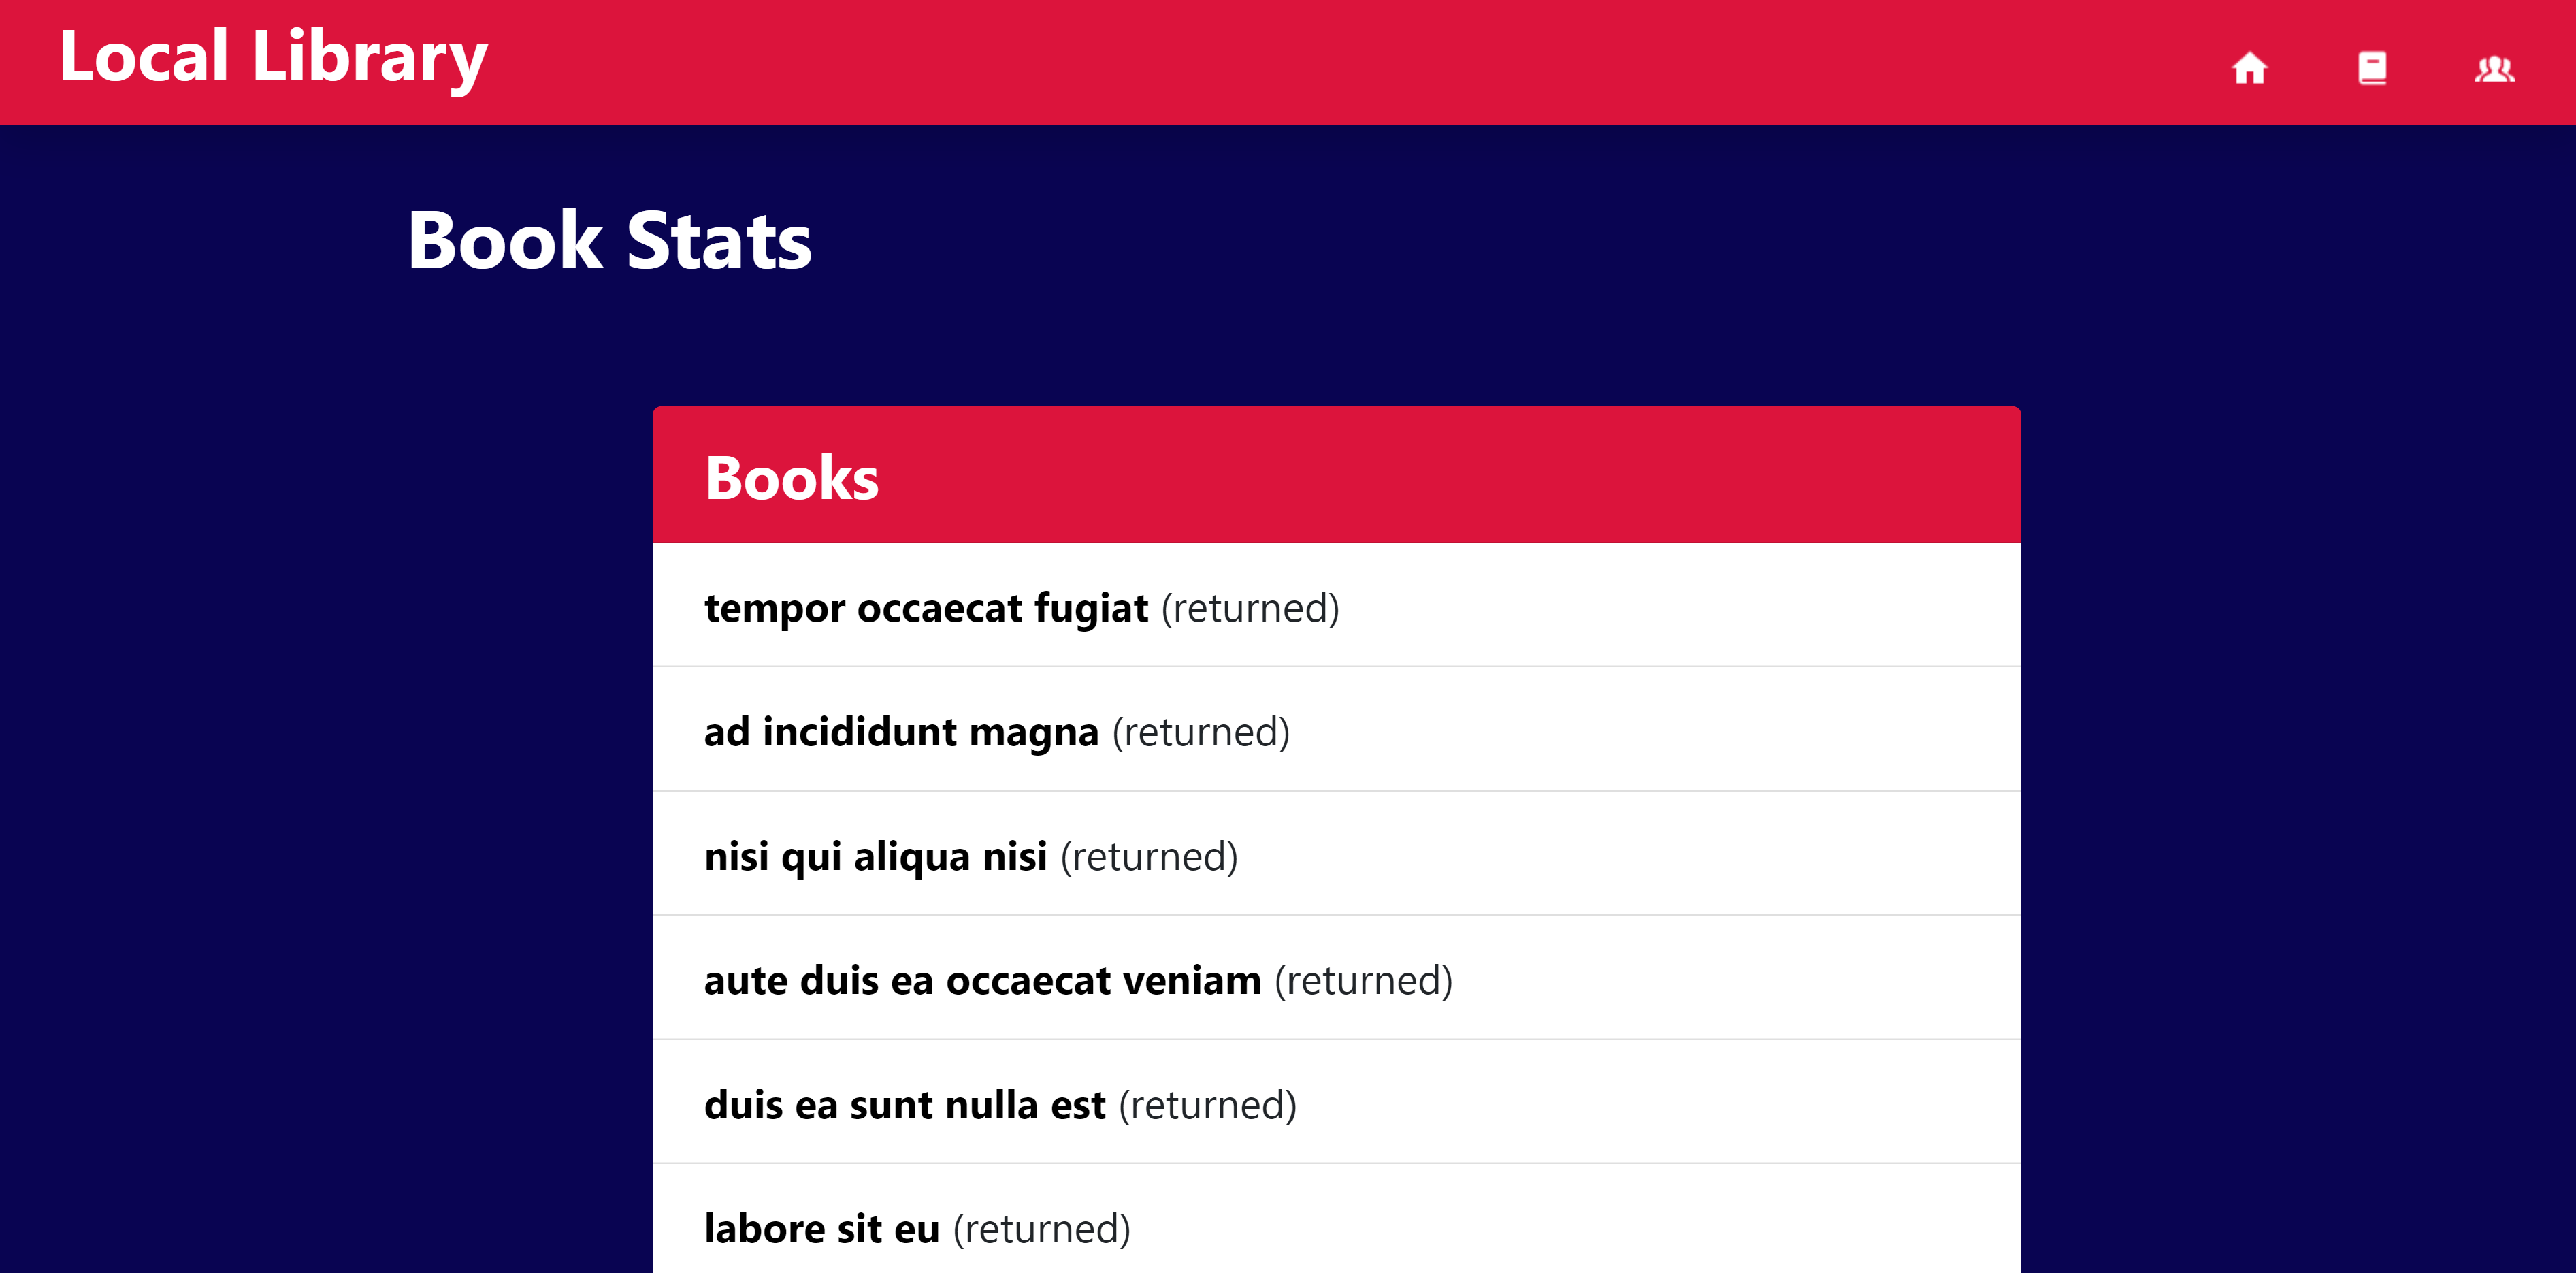 Local Library
Book Stats
Books
tempor occaecat fugiat (returned)
ad incididunt magna (returned)
nisi qui aliqua nisi (returned)
aute duis ea occaecat veniam (returned)
duis ea sunt nulla est (returned)
labore sit eu (returned)